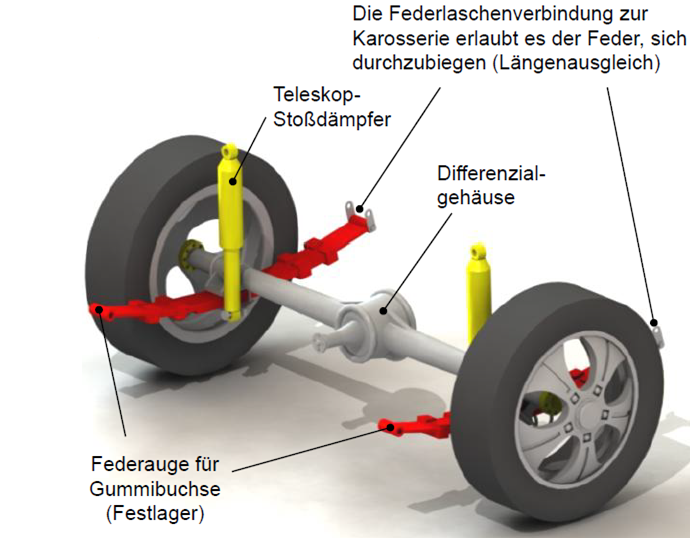 Die Federlaschenverbindung zur
Karosserie erlaubt es der Feder, sich
durchzubiegen (Längenausgleich)
Teleskop-
Stoßdämpfer
Differenzial-
gehäuse
Federauge für
Gummibuchse
(Festlager)